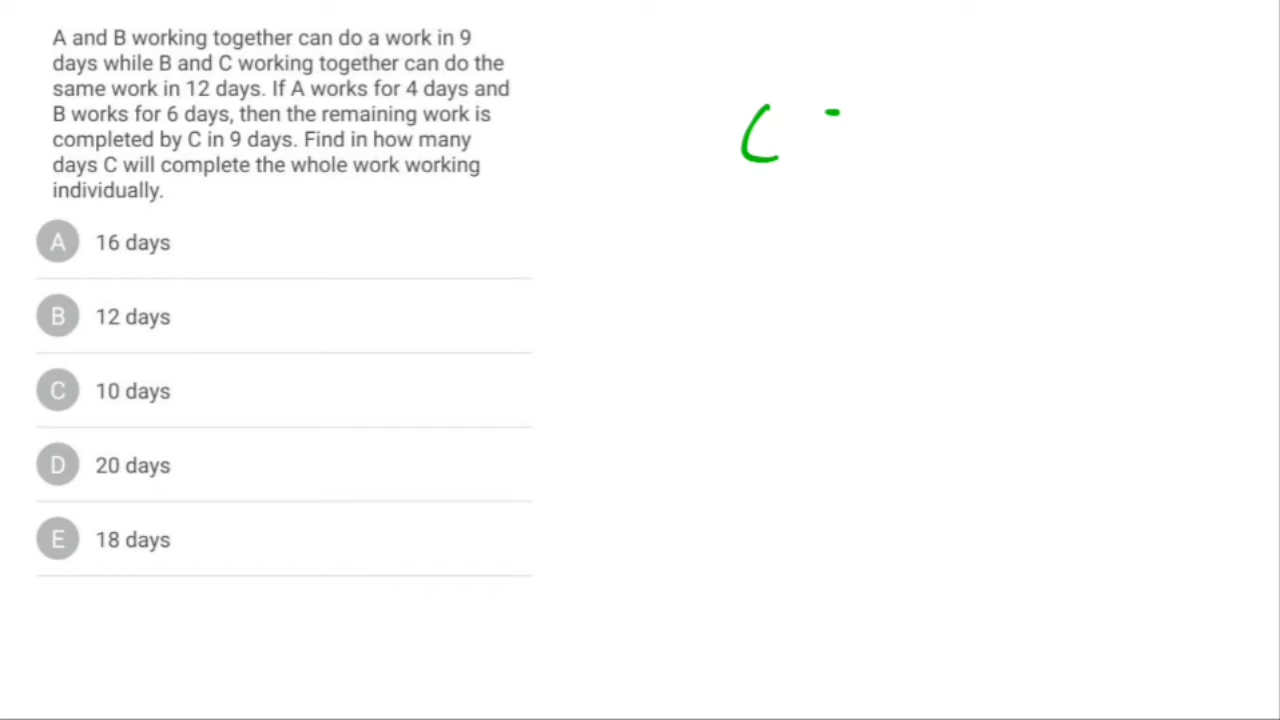 A and B working together can do a work in 9
days while B and C working together can do the
same work in 12 days. If A works for 4 days and
B works for 6 days, then the remaining work is
completed by C in 9 days. Find in how many
days C will complete the whole work working
individually.
A 16 days
B 12 days
C 10 days
D 20 days
E 18 days